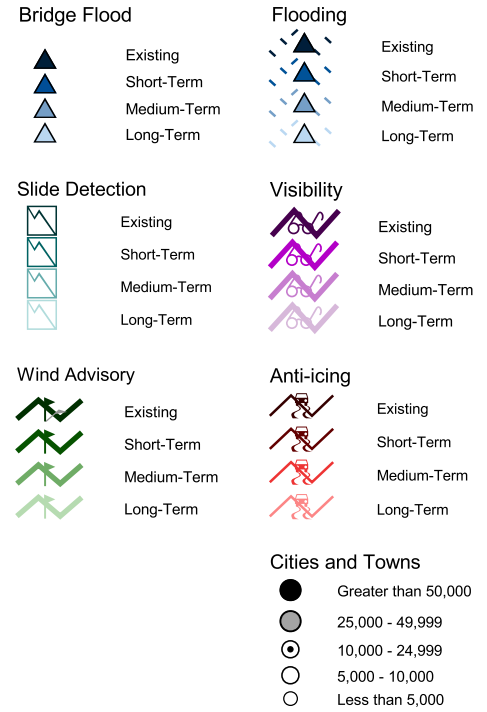 Bridge Flood
Existing
Short-Term
Medium-Term
Long-Term
Flooding
Existing
Short-Term
Medium-Term
Long-Term
Slide Detection
Existing
Short-Term
Medium-Term
Long-Term
Visibility
Existing
Short-Term
Medium-Term
Long-Term
Wind Advisory
Existing
Short-Term
Medium-Term
Long-Term
Anti-icing
Existing
Short-Term
Medium-Term
Long-Term
Cities and Towns
Greater than 50,000
25,000 - 49,999
10,000 - 24,999
5,000 - 10,000
Less than 5,000